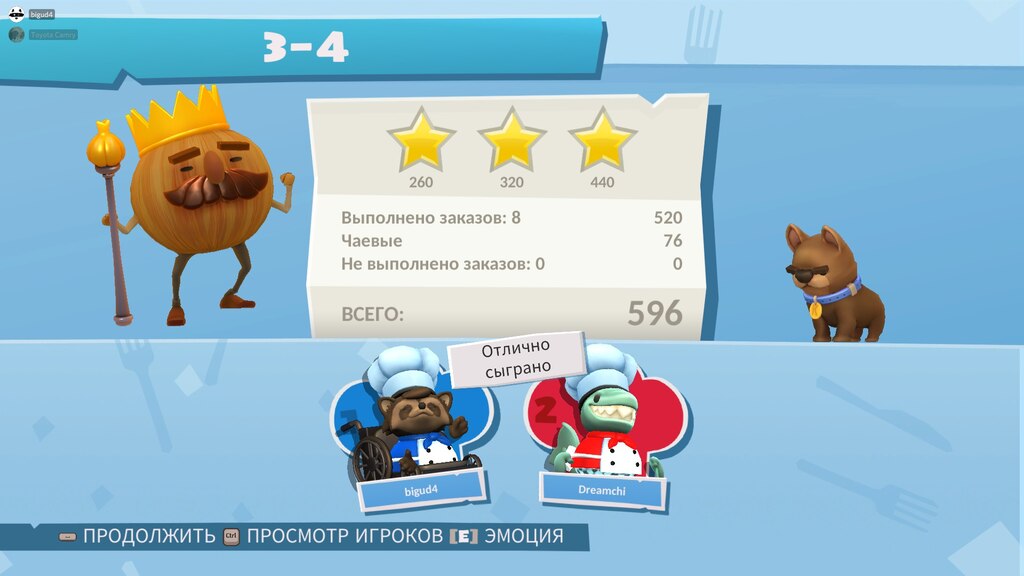 bigud4
Toyota Camry
3-4
260 320 440
Выполнено заказов: 8 520
Чаевые 76
Не выполнено заказов: 0 0
ВСЕГО: 596
Отлично
сыграно
1
2
bigud4
Dreamchi
ПРОДОЛЖИТЬ Ctrl ПРОСМОТР ИГРОКОВ [E] ЭМОЦИЯ